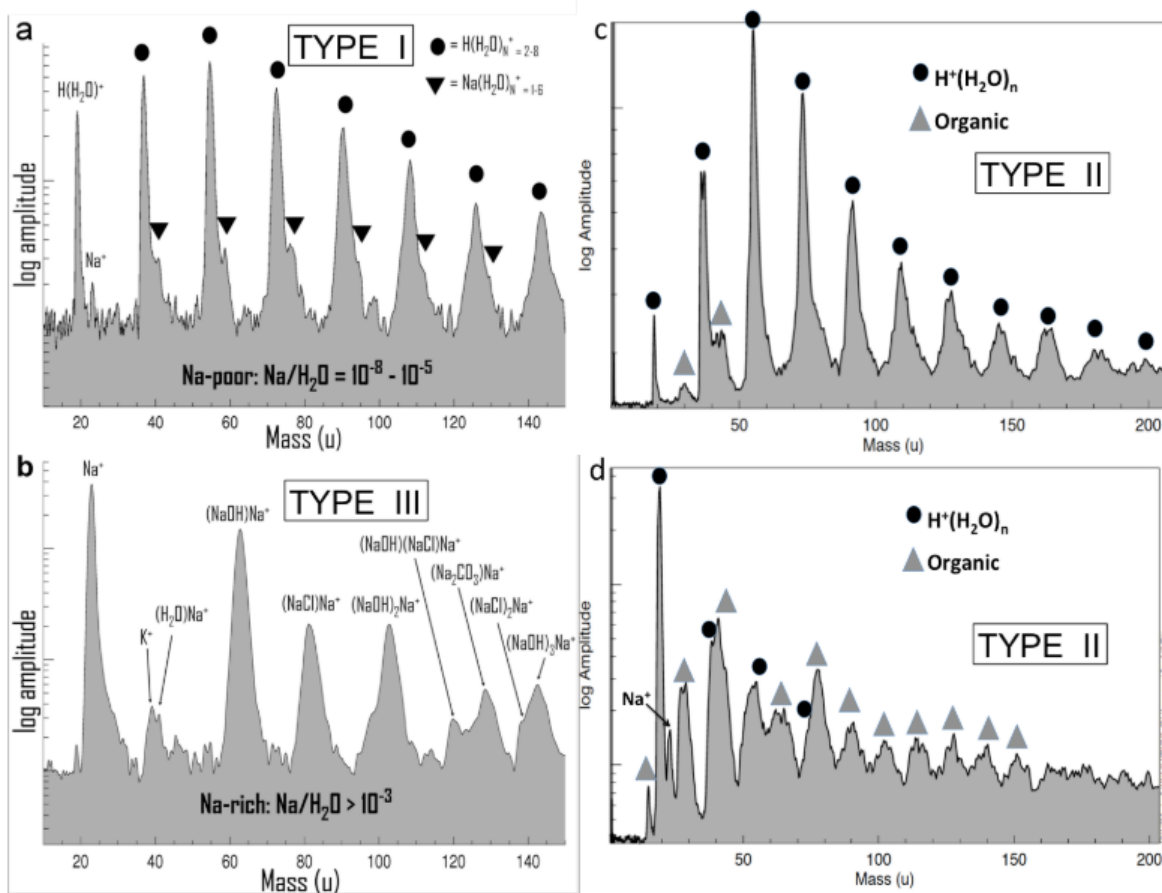 a
TYPE I
● = H(H₂O)⁺N = 2-8
▼ = Na(H₂O)⁺N = 1-6
H(H₂O)⁺
Na⁺
log amplitude
Na-poor: Na/H₂O = 10⁻⁸ - 10⁻⁵
20 40 60 80 100 120 140
Mass (u)
b
TYPE III
Na⁺
K⁺
(H₂O)Na⁺
(NaOH)Na⁺
(NaCl)Na⁺
(NaOH)₂Na⁺
(NaOH)(NaCl)Na⁺
(Na₂CO₃)Na⁺
(NaCl)₂Na⁺
(NaOH)₃Na⁺
log amplitude
Na-rich: Na/H₂O > 10⁻³
20 40 60 80 100 120 140
Mass (u)
c
H⁺(H₂O)n
Organic
TYPE II
log Amplitude
50 100 150 200
Mass (u)
d
H⁺(H₂O)n
Organic
TYPE II
Na⁺
log Amplitude
50 100 150 200
Mass (u)